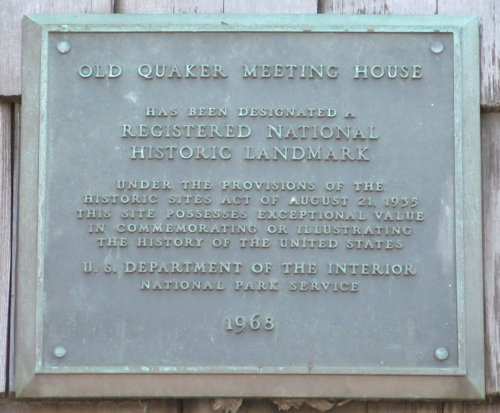 OLD QUAKER MEETING HOUSE
HAS BEEN DESIGNATED A
REGISTERED NATIONAL
HISTORIC LANDMARK
UNDER THE PROVISIONS OF THE
HISTORIC SITES ACT OF AUGUST 21, 1935
THIS SITE POSSESSES EXCEPTIONAL VALUE
IN COMMEMORATING OR ILLUSTRATING
THE HISTORY OF THE UNITED STATES
U. S. DEPARTMENT OF THE INTERIOR
NATIONAL PARK SERVICE
1968